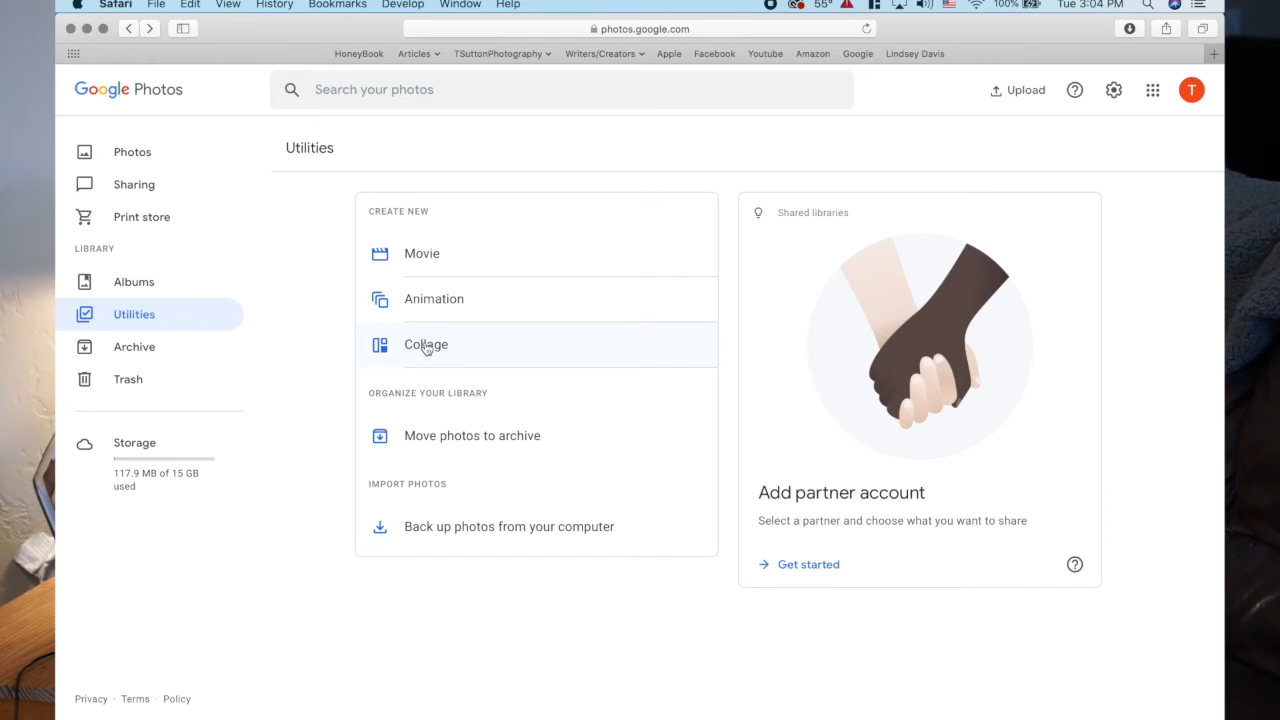 Safari File Edit View History Bookmarks Develop Window Help 55° 100% Tue 3:04 PM
photos.google.com
HoneyBook Articles TSuttonPhotography Writers/Creators Apple Facebook Youtube Amazon Google Lindsey Davis
Google Photos
Search your photos
Upload
T
Photos
Sharing
Print store
LIBRARY
Albums
Utilities
Archive
Trash
Storage
117.9 MB of 15 GB
used
Privacy · Terms · Policy
Utilities
CREATE NEW
Movie
Animation
Collage
ORGANIZE YOUR LIBRARY
Move photos to archive
IMPORT PHOTOS
Back up photos from your computer
Shared libraries
Add partner account
Select a partner and choose what you want to share
Get started